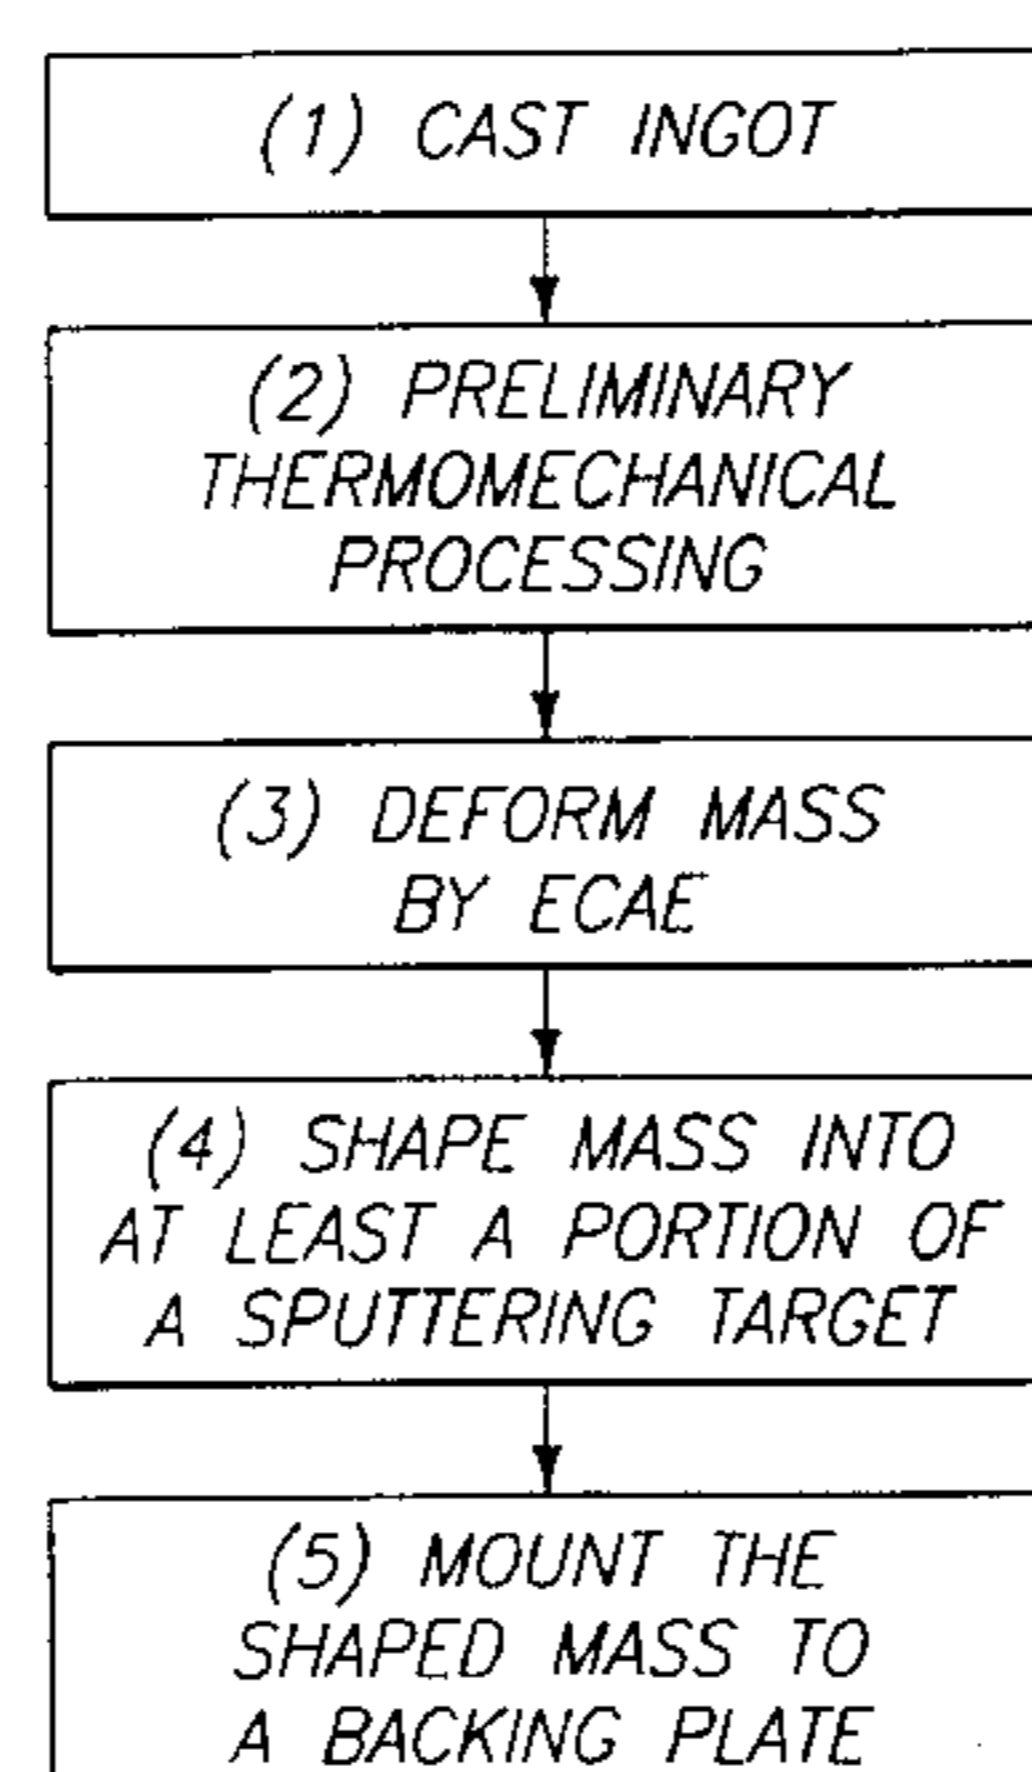 (1) CAST INGOT
(2) PRELIMINARY
THERMOMECHANICAL
PROCESSING
(3) DEFORM MASS
BY ECAE
(4) SHAPE MASS INTO
AT LEAST A PORTION OF
A SPUTTERING TARGET
(5) MOUNT THE
SHAPED MASS TO
A BACKING PLATE